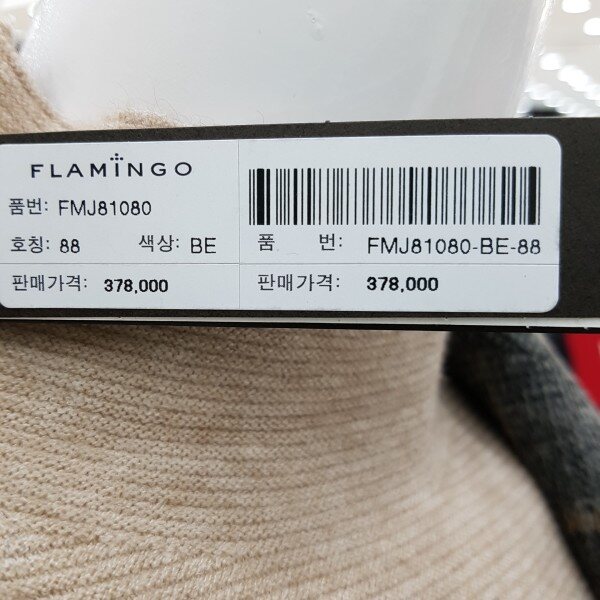 FLAMINGO
품번: FMJ81080
호칭: 88 색상: BE
판매가격: 378,000
품 번: FMJ81080-BE-88
판매가격: 378,000